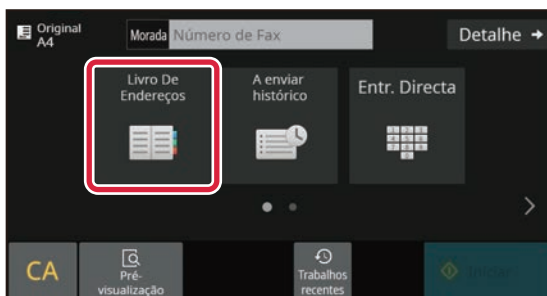 Original
A4
Morada Número de Fax
Detalhe
Livro De
Endereços
A enviar
histórico
Entr. Directa
CA
Pré-
visualização
Trabalhos
recentes
Iniciar